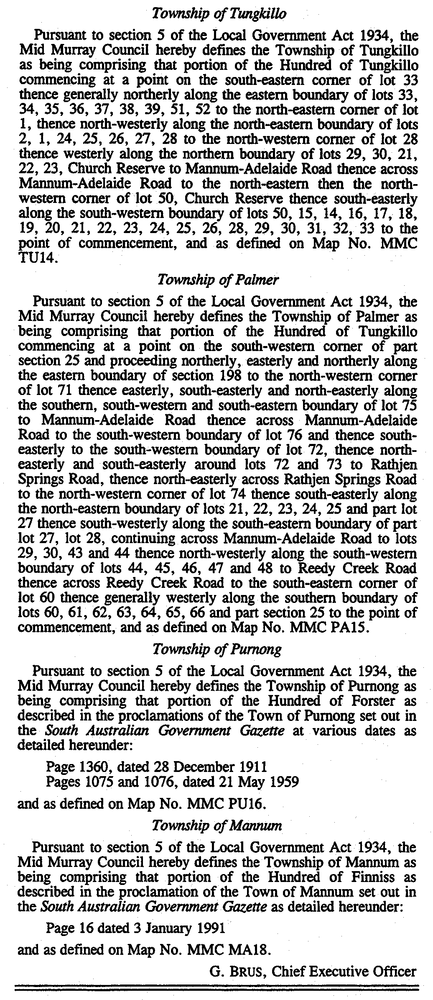 Township of Tungkillo
Pursuant to section 5 of the Local Government Act 1934, the
Mid Murray Council hereby defines the Township of Tungkillo
as being comprising that portion of the Hundred of Tungkillo
commencing at a point on the south-eastern corner of lot 33
thence generally northerly along the eastern boundary of lots 33,
34, 35, 36, 37, 38, 39, 51, 52 to the north-eastern corner of lot
1, thence north-westerly along the north-eastern boundary of lots
2, 1, 24, 25, 26, 27, 28 to the north-western corner of lot 28
thence westerly along the northern boundary of lots 29, 30, 21,
22, 23, Church Reserve to Mannum-Adelaide Road thence across
Mannum-Adelaide Road to the north-eastern then the north-
western corner of lot 50, Church Reserve thence south-easterly
along the south-western boundary of lots 50, 15, 14, 16, 17, 18,
19, 20, 21, 22, 23, 24, 25, 26, 28, 29, 30, 31, 32, 33 to the
point of commencement, and as defined on Map No. MMC
TU14.
Township of Palmer
Pursuant to section 5 of the Local Government Act 1934, the
Mid Murray Council hereby defines the Township of Palmer as
being comprising that portion of the Hundred of Tungkillo
commencing at a point on the south-western corner of part
section 25 and proceeding northerly, easterly and northerly along
the eastern boundary of section 198 to the north-western corner
of lot 71 thence easterly, south-easterly and north-easterly along
the southern, south-western and south-eastern boundary of lot 75
to Mannum-Adelaide Road thence across Mannum-Adelaide
Road to the south-western boundary of lot 76 and thence south-
easterly to the south-western boundary of lot 72, thence north-
easterly and south-easterly around lots 72 and 73 to Rathjen
Springs Road, thence north-easterly across Rathjen Springs Road
to the north-western corner of lot 74 thence south-easterly along
the north-eastern boundary of lots 21, 22, 23, 24, 25 and part lot
27 thence south-westerly along the south-eastern boundary of part
lot 27, lot 28, continuing across Mannum-Adelaide Road to lots
29, 30, 43 and 44 thence north-westerly along the south-western
boundary of lots 44, 45, 46, 47 and 48 to Reedy Creek Road
thence across Reedy Creek Road to the south-eastern corner of
lot 60 thence generally westerly along the southern boundary of
lots 60, 61, 62, 63, 64, 65, 66 and part section 25 to the point of
commencement, and as defined on Map No. MMC PA15.
Township of Purnong
Pursuant to section 5 of the Local Government Act 1934, the
Mid Murray Council hereby defines the Township of Purnong as
being comprising that portion of the Hundred of Forster as
described in the proclamations of the Town of Purnong set out in
the South Australian Government Gazette at various dates as
detailed hereunder:
Page 1360, dated 28 December 1911
Pages 1075 and 1076, dated 21 May 1959
and as defined on Map No. MMC PU16.
Township of Mannum
Pursuant to section 5 of the Local Government Act 1934, the
Mid Murray Council hereby defines the Township of Mannum as
being comprising that portion of the Hundred of Finniss as
described in the proclamation of the Town of Mannum set out in
the South Australian Government Gazette as detailed hereunder:
Page 16 dated 3 January 1991
and as defined on Map No. MMC MA18.
G. BRUS, Chief Executive Officer